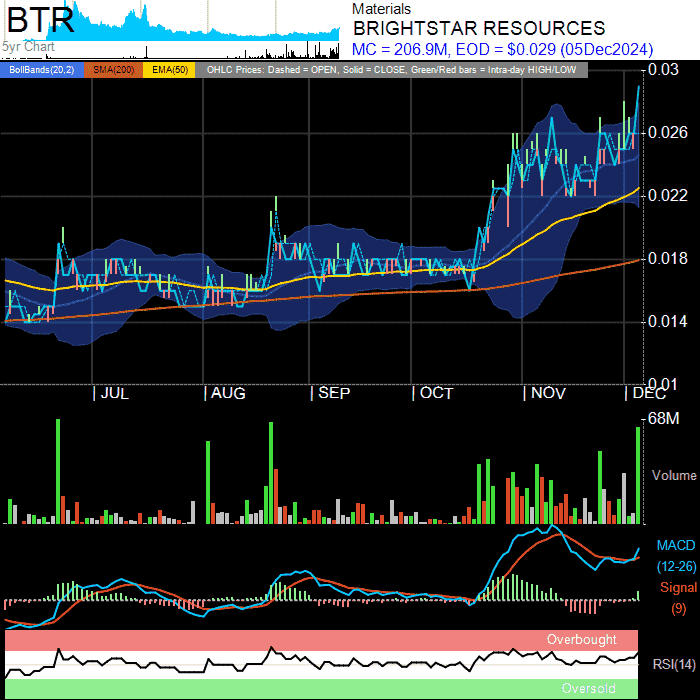 BTR
5yr Chart
Materials
BRIGHTSTAR RESOURCES
MC = 206.9M, EOD = $0.029 (05Dec2024)
BollBands(20,2) SMA(200) EMA(50) OHLC Prices: Dashed = OPEN, Solid = CLOSE, Green/Red bars = Intra-day HIGH/LOW
0.03
0.026
0.022
0.018
0.014
0.01
JUL AUG SEP OCT NOV DEC
68M
Volume
MACD
(12-26)
Signal
(9)
Overbought
RSI(14)
Oversold